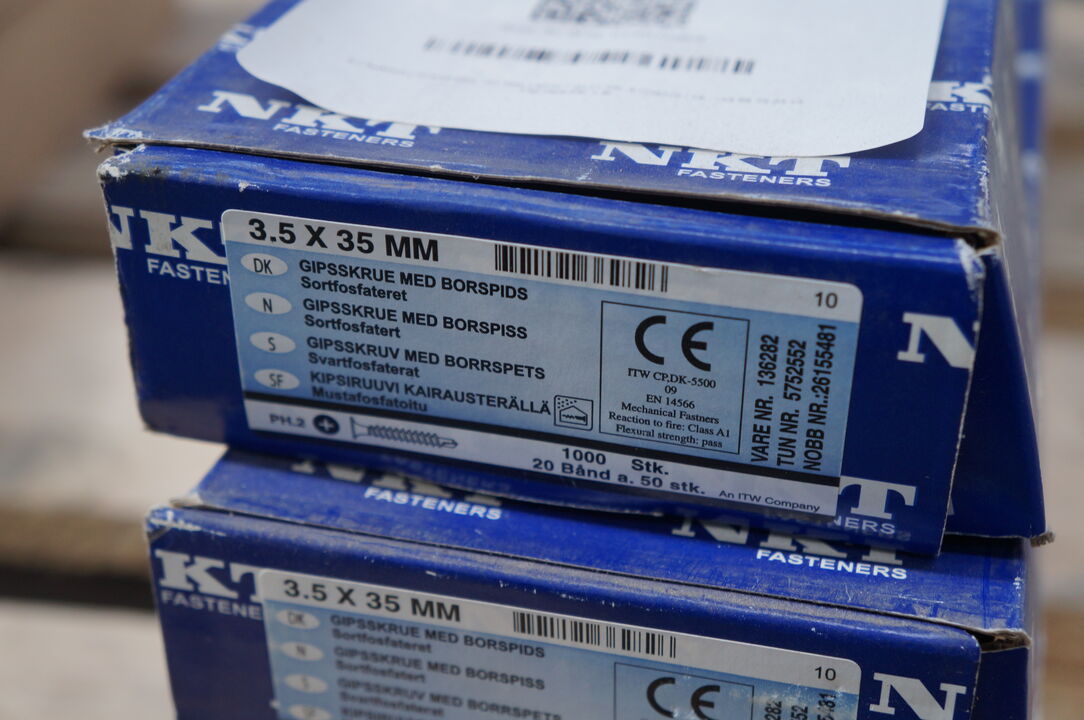 NKT
FASTENERS
NKT
FASTENERS
NKT
FASTENERS
3.5 X 35 MM
10
DK GIPSSKRUE MED BORSPIDS
Sortfosfateret
N GIPSSKRUE MED BORSPISS
Sortfosfatert
S GIPSSKRUV MED BORRSPETS
Svartfosfaterat
SF KIPSIRUUVI KAIRAUSTERÄLLÄ
Mustafosfatoitu
CE
ITW CP,DK-5500
09
EN 14566
Mechanical Fastners
Reaction to fire: Class A1
Flexural strength: pass
VARE NR. 136282
TUN NR. 5752552
NOBB NR.:26155481
PH.2
1000 Stk.
20 Bånd a. 50 stk.
An ITW Company
FASTENERS
NKT
FASTENERS
3.5 X 35 MM
10
DK GIPSSKRUE MED BORSPIDS
Sortfosfateret
N GIPSSKRUE MED BORSPISS
Sortfosfatert
S GIPSSKRUV MED BORRSPETS
Svartfosfaterat
CE